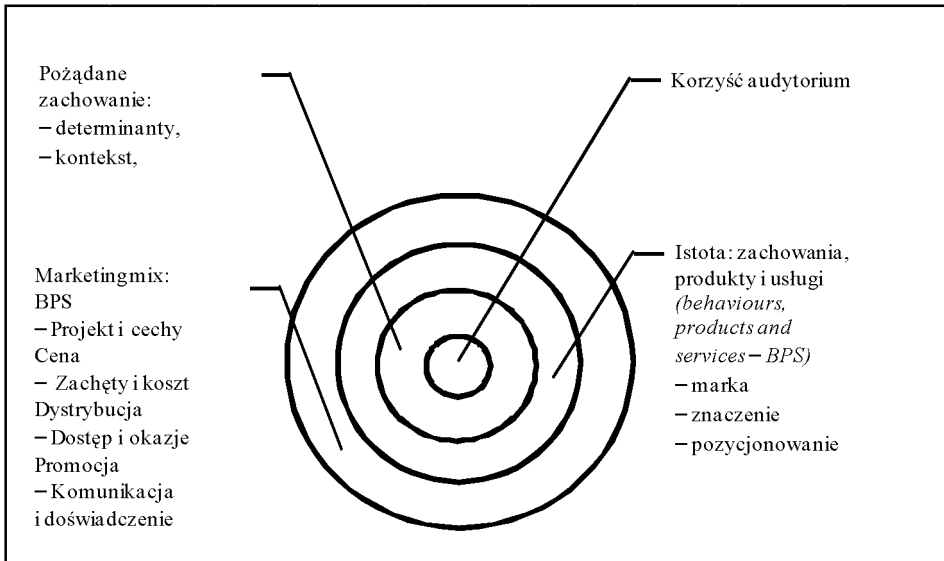 Pożądane
zachowanie:
– determinanty,
– kontekst,
Korzyść audytorium
Marketingmix:
BPS
– Projekt i cechy
Cena
– Zachęty i koszt
Dystrybucja
– Dostęp i okazje
Promocja
– Komunikacja
i doświadczenie
Istota: zachowania,
produkty i usługi
(behaviours,
products and
services – BPS)
– marka
– znaczenie
– pozycjonowanie